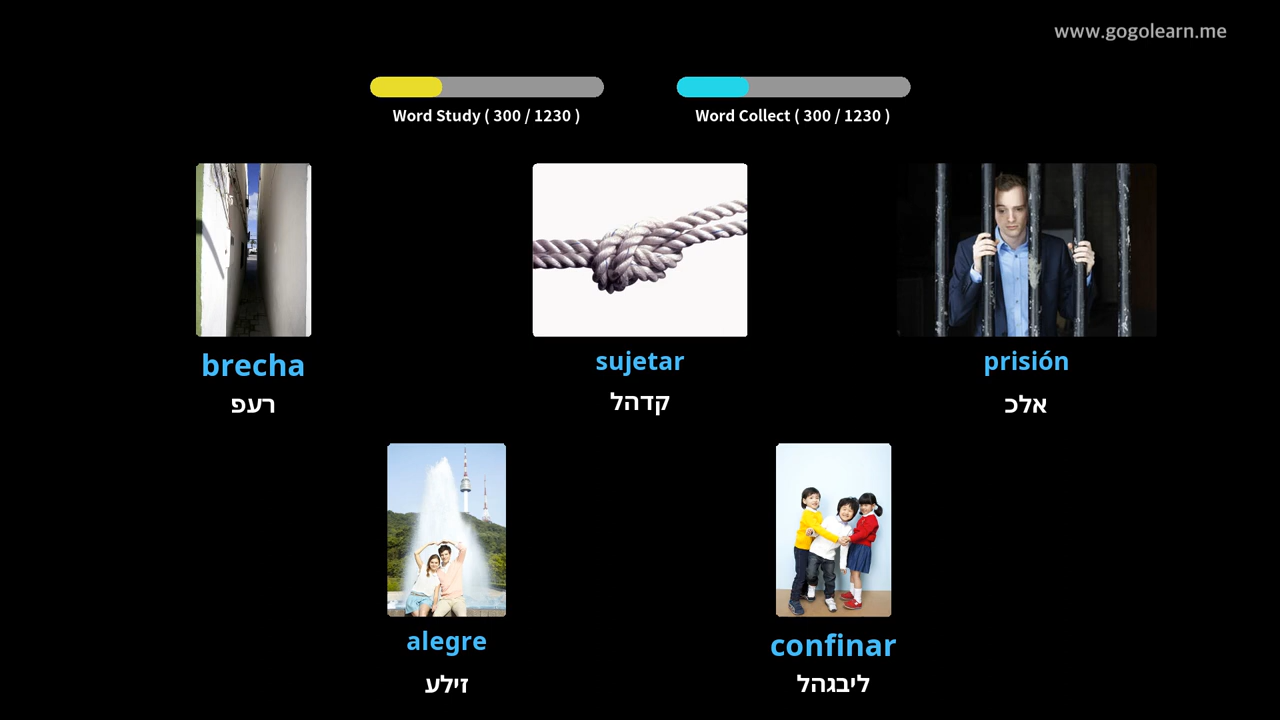 www.gogolearn.me
Word Study ( 300 / 1230 )
Word Collect ( 300 / 1230 )
brecha
רעפ
sujetar
קדהל
prisión
אלכ
alegre
זילע
confinar
ליבגהל